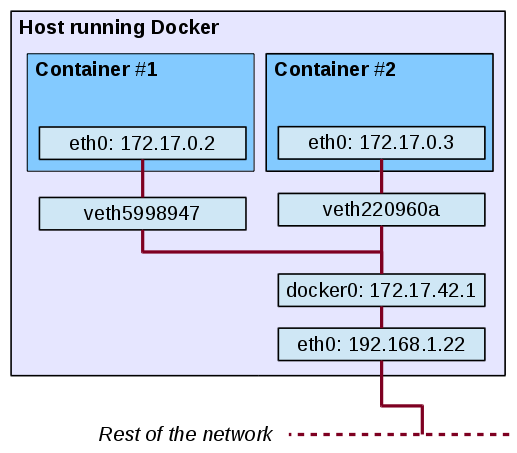 Host running Docker
Container #1
Container #2
eth0: 172.17.0.2
eth0: 172.17.0.3
veth5998947
veth220960a
docker0: 172.17.42.1
eth0: 192.168.1.22
Rest of the network